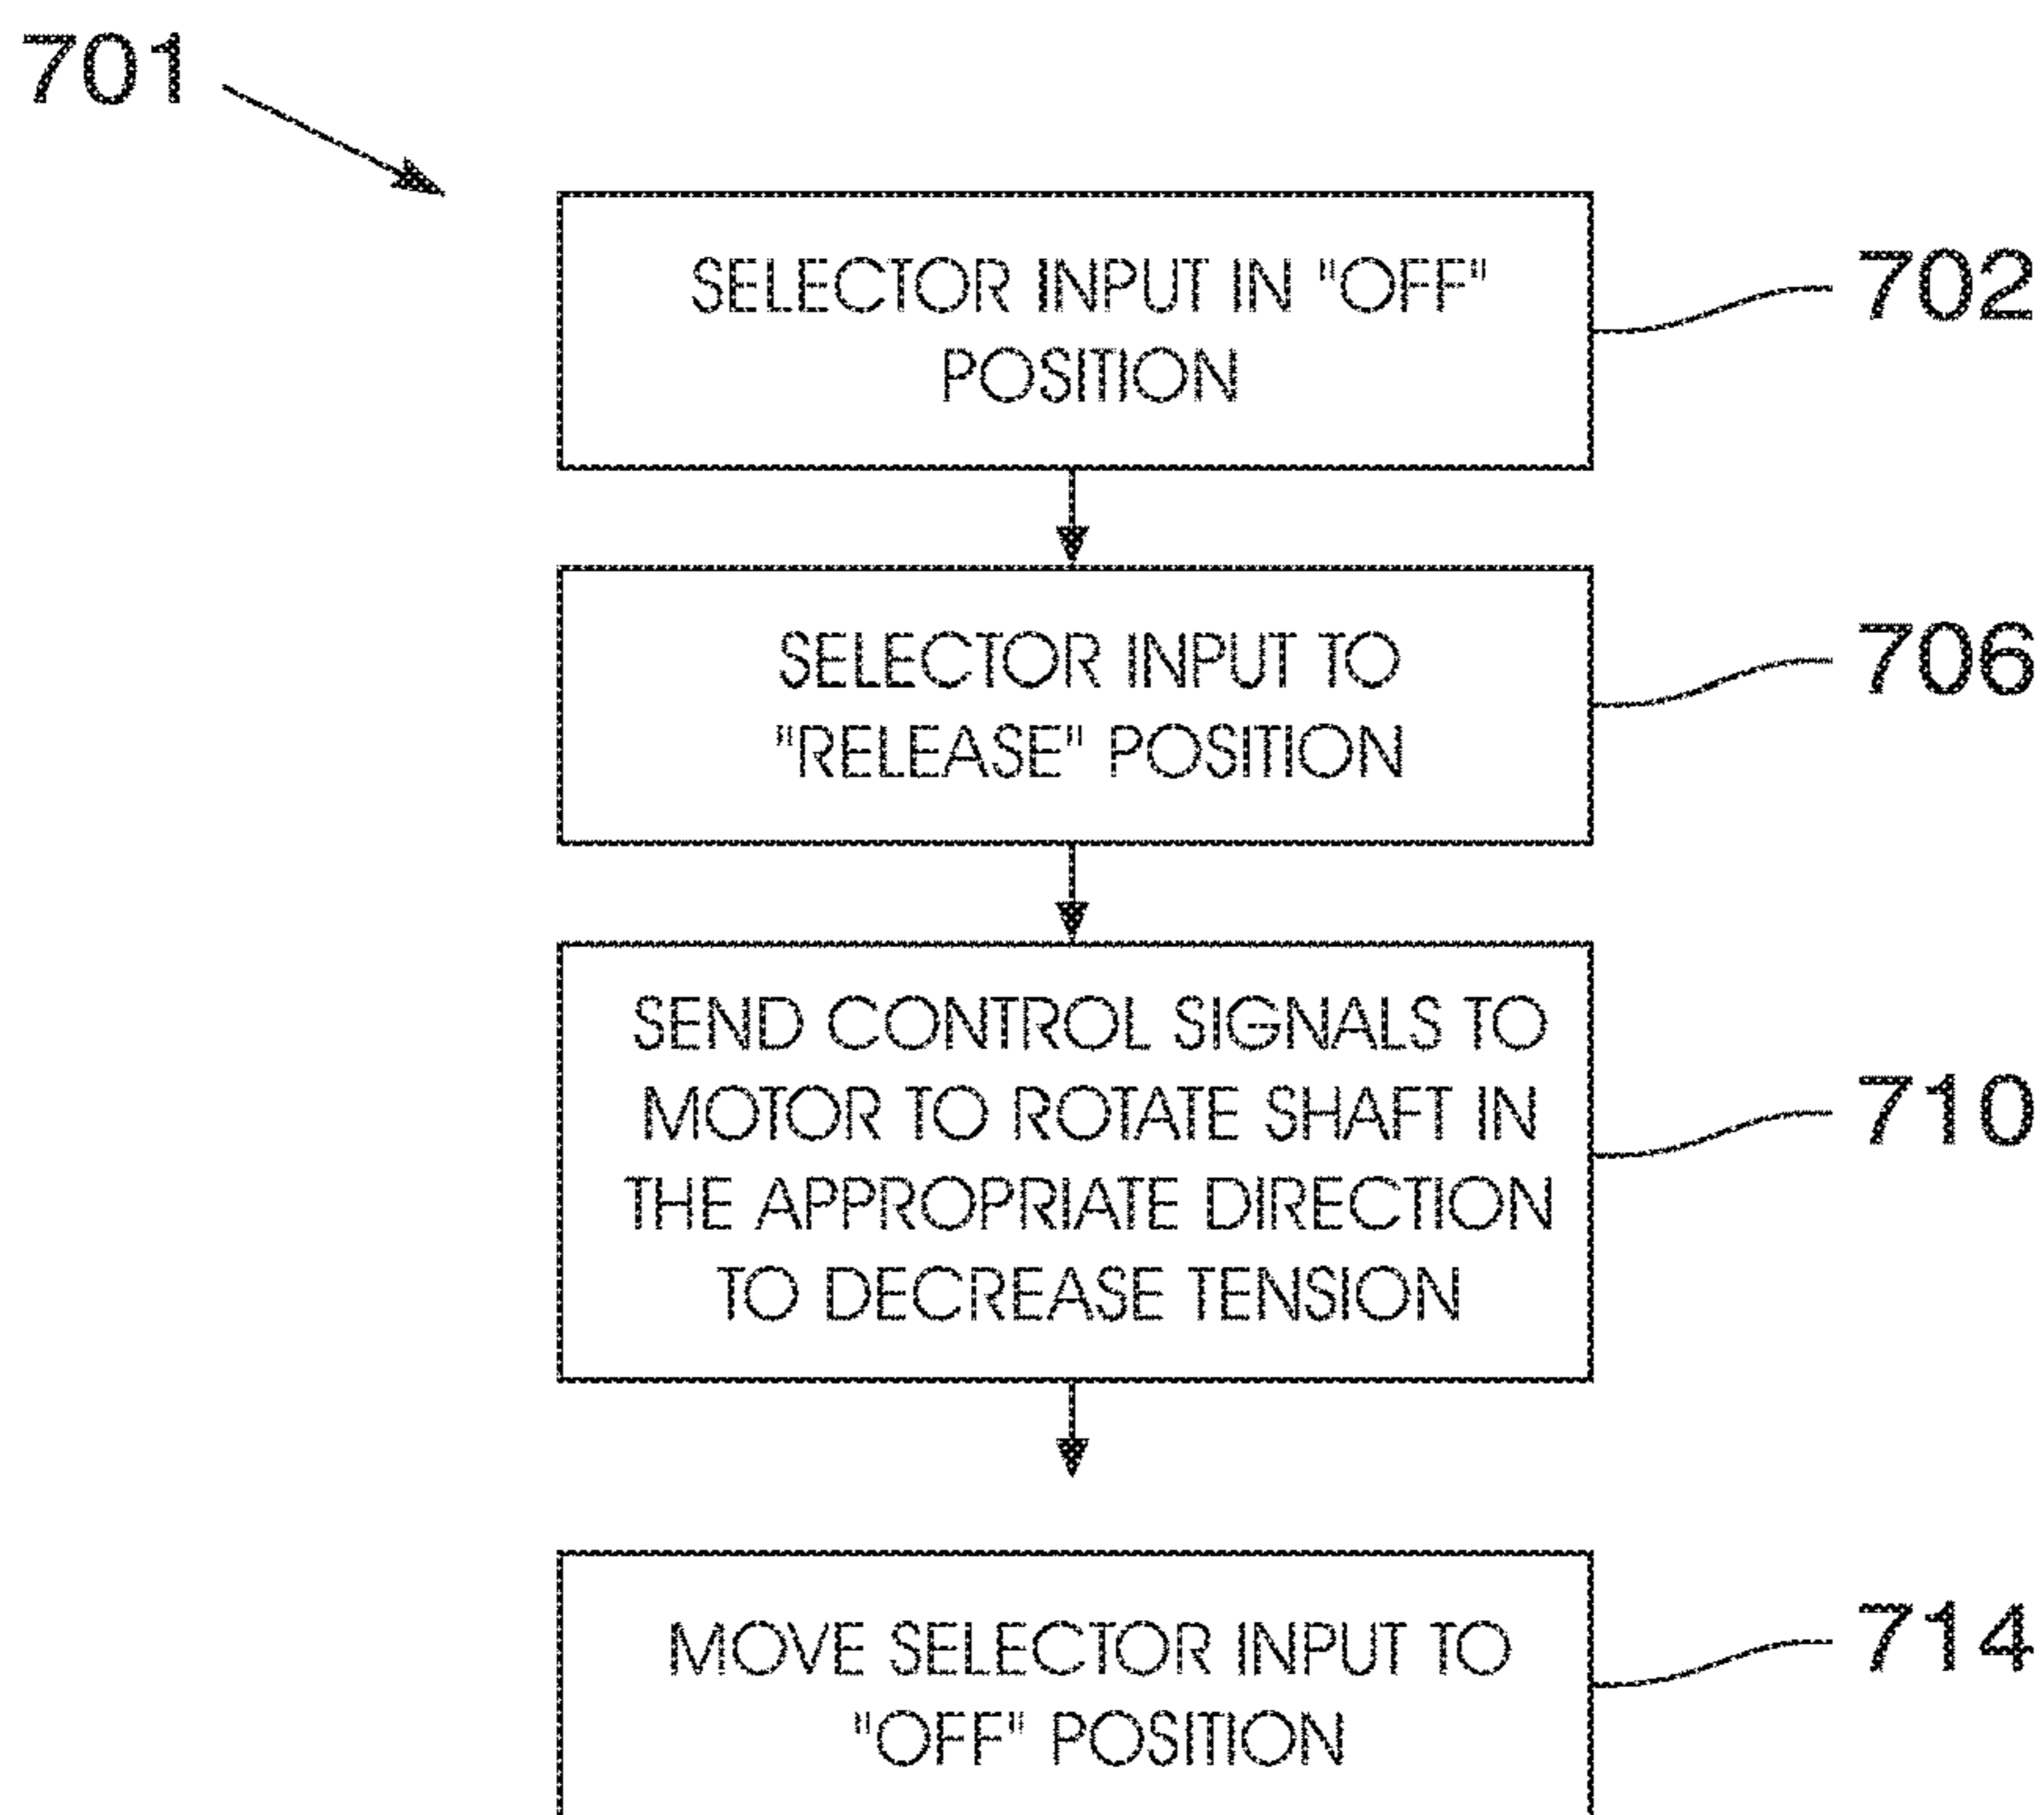 701
SELECTOR INPUT IN "OFF"
POSITION
702
SELECTOR INPUT TO
"RELEASE" POSITION
706
SEND CONTROL SIGNALS TO
MOTOR TO ROTATE SHAFT IN
THE APPROPRIATE DIRECTION
TO DECREASE TENSION
710
MOVE SELECTOR INPUT TO
"OFF" POSITION
714